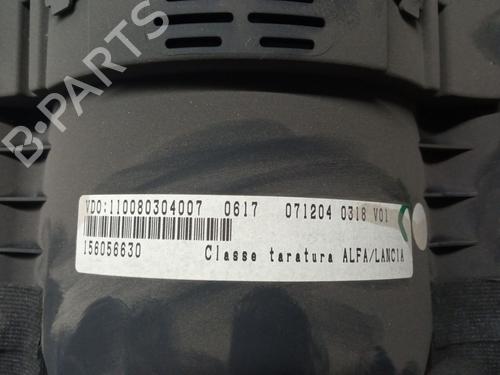 VDO:110080304007 0617 071204 0318 V01
156056630 Classe taratura ALFA/LANCIA
B-PARTS